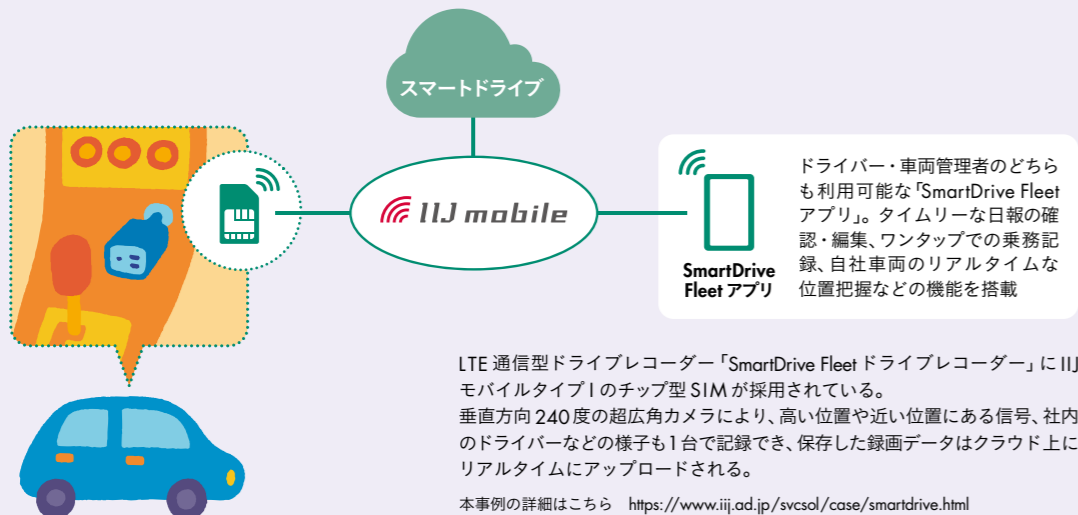 スマートドライブ
IIJ mobile
SmartDrive
Fleet アプリ
ドライバー・車両管理者のどちら
も利用可能な「SmartDrive Fleet
アプリ」。タイムリーな日報の確
認・編集、ワンタップでの乗務記
録、自社車両のリアルタイムな
位置把握などの機能を搭載
LTE 通信型ドライブレコーダー「SmartDrive Fleet ドライブレコーダー」に IIJ
モバイルタイプ I のチップ型 SIM が採用されている。
垂直方向 240 度の超広角カメラにより、高い位置や近い位置にある信号、社内
のドライバーなどの様子も 1 台で記録でき、保存した録画データはクラウド上に
リアルタイムにアップロードされる。
本事例の詳細はこちら https://www.iij.ad.jp/svcsol/case/smartdrive.html